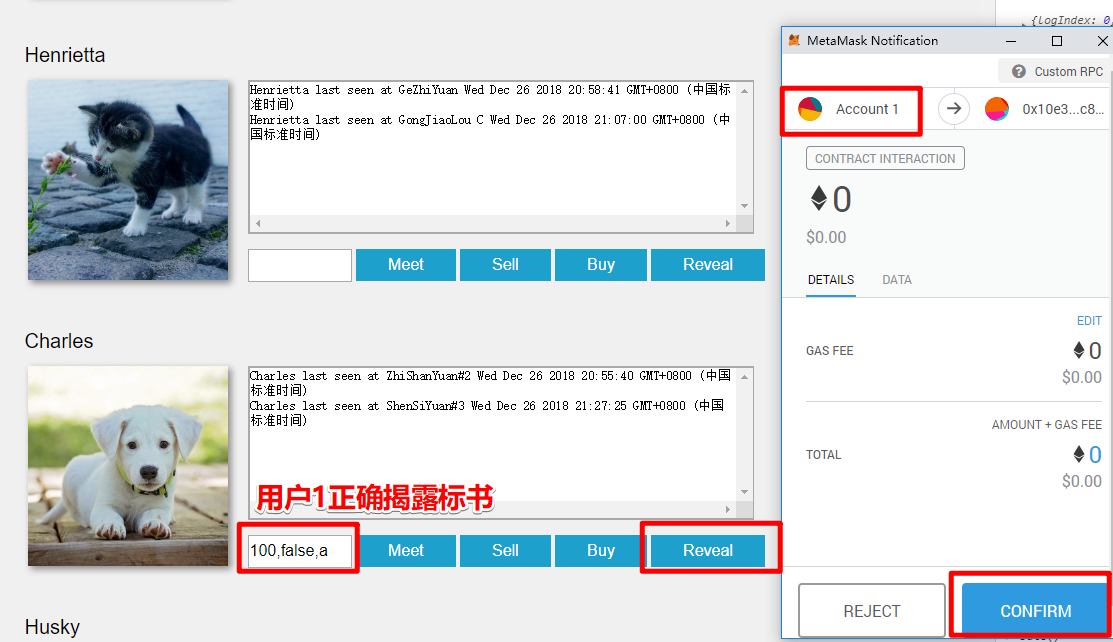 {logIndex: 0,
MetaMask Notification
Custom RPC
Account 1
0x10e3...c8...
CONTRACT INTERACTION
0
$0.00
DETAILS
DATA
EDIT
GAS FEE
0
$0.00
AMOUNT + GAS FEE
TOTAL
0
$0.00
REJECT
CONFIRM
Henrietta
Henrietta last seen at GeZhiYuan Wed Dec 26 2018 20:58:41 GMT+0800 (中国标
准时间)
Henrietta last seen at GongJiaoLou C Wed Dec 26 2018 21:07:00 GMT+0800 (中
国标准时间)
Meet
Sell
Buy
Reveal
Charles
Charles last seen at ZhiShanYuan#2 Wed Dec 26 2018 20:55:40 GMT+0800 (中国
标准时间)
Charles last seen at ShenSiYuan#3 Wed Dec 26 2018 21:27:25 GMT+0800 (中国
标准时间)
用户1正确揭露标书
100,false,a
Meet
Sell
Buy
Reveal
Husky